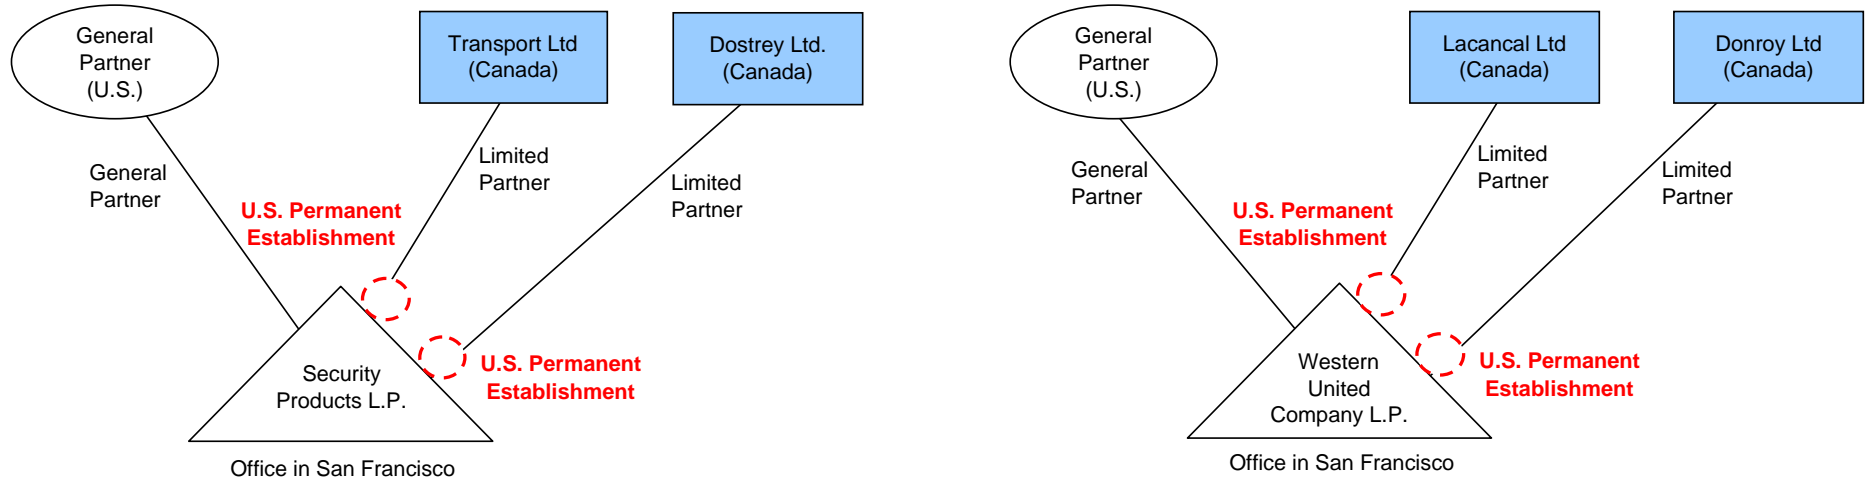 General
Partner
(U.S.)
Transport Ltd
(Canada)
Dostrey Ltd.
(Canada)
General
Partner
Limited
Partner
Limited
Partner
U.S. Permanent
Establishment
U.S. Permanent
Establishment
Security
Products L.P.
Office in San Francisco
General
Partner
(U.S.)
Lacancal Ltd
(Canada)
Donroy Ltd
(Canada)
General
Partner
Limited
Partner
Limited
Partner
U.S. Permanent
Establishment
U.S. Permanent
Establishment
Western
United
Company L.P.
Office in San Francisco